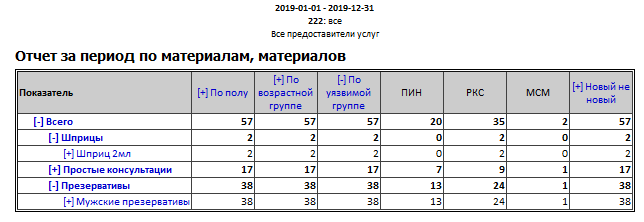 2019-01-01 - 2019-12-31
222: все
Все предоставители услуг
Отчет за период по материалам, материалов
Показатель [+] По полу [+] По возрастной группе [-] По уязвимой группе ПИН РКС МСМ [+] Новый не новый
[-] Всего 57 57 57 20 35 2 57
[-] Шприцы 2 2 2 0 2 0 2
[+] Шприц 2мл 2 2 2 0 2 0 2
[+] Простые консультации 17 17 17 7 9 1 17
[-] Презервативы 38 38 38 13 24 1 38
[+] Мужские презервативы 38 38 38 13 24 1 38